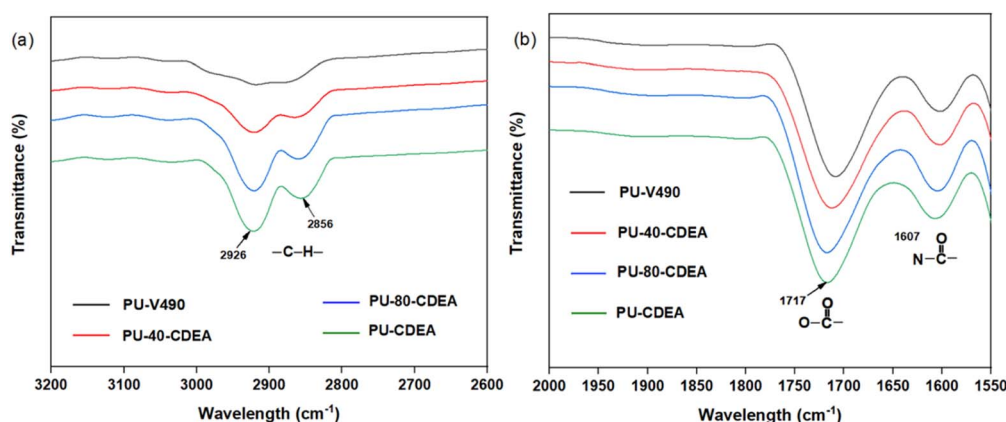 (a)
Transmittance (%)
2926
2856
–C–H–
PU-V490
PU-40-CDEA
PU-80-CDEA
PU-CDEA
3200 3100 3000 2900 2800 2700 2600
Wavelength (cm⁻¹)
(b)
Transmittance (%)
PU-V490
PU-40-CDEA
PU-80-CDEA
PU-CDEA
1607
O
N–C–
1717
O
O–C–
2000 1950 1900 1850 1800 1750 1700 1650 1600 1550
Wavelength (cm⁻¹)